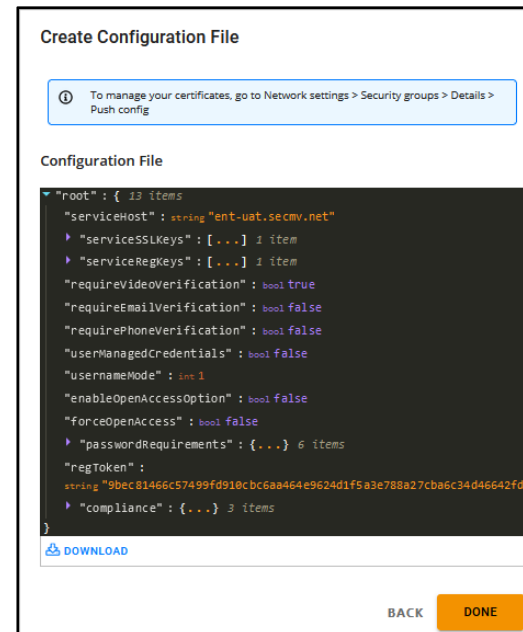 Create Configuration File
To manage your certificates, go to Network settings > Security groups > Details >
Push config
Configuration File
"root" : { 13 items
"serviceHost" : string "ent-uat.secmv.net"
"serviceSSLKeys" : [...] 1 item
"serviceRegKeys" : [...] 1 item
"requireVideoVerification" : bool true
"requireEmailVerification" : bool false
"requirePhoneVerification" : bool false
"userManagedCredentials" : bool false
"usernameMode" : int 1
"enableOpenAccessOption" : bool false
"forceOpenAccess" : bool false
"passwordRequirements" : {...} 6 items
"regToken" :
string "9bec81466c57499fd910cbc6aa464e9624d1f5a3e788a27cba6c34d46642fd
"compliance" : {...} 3 items
}
DOWNLOAD
BACK DONE